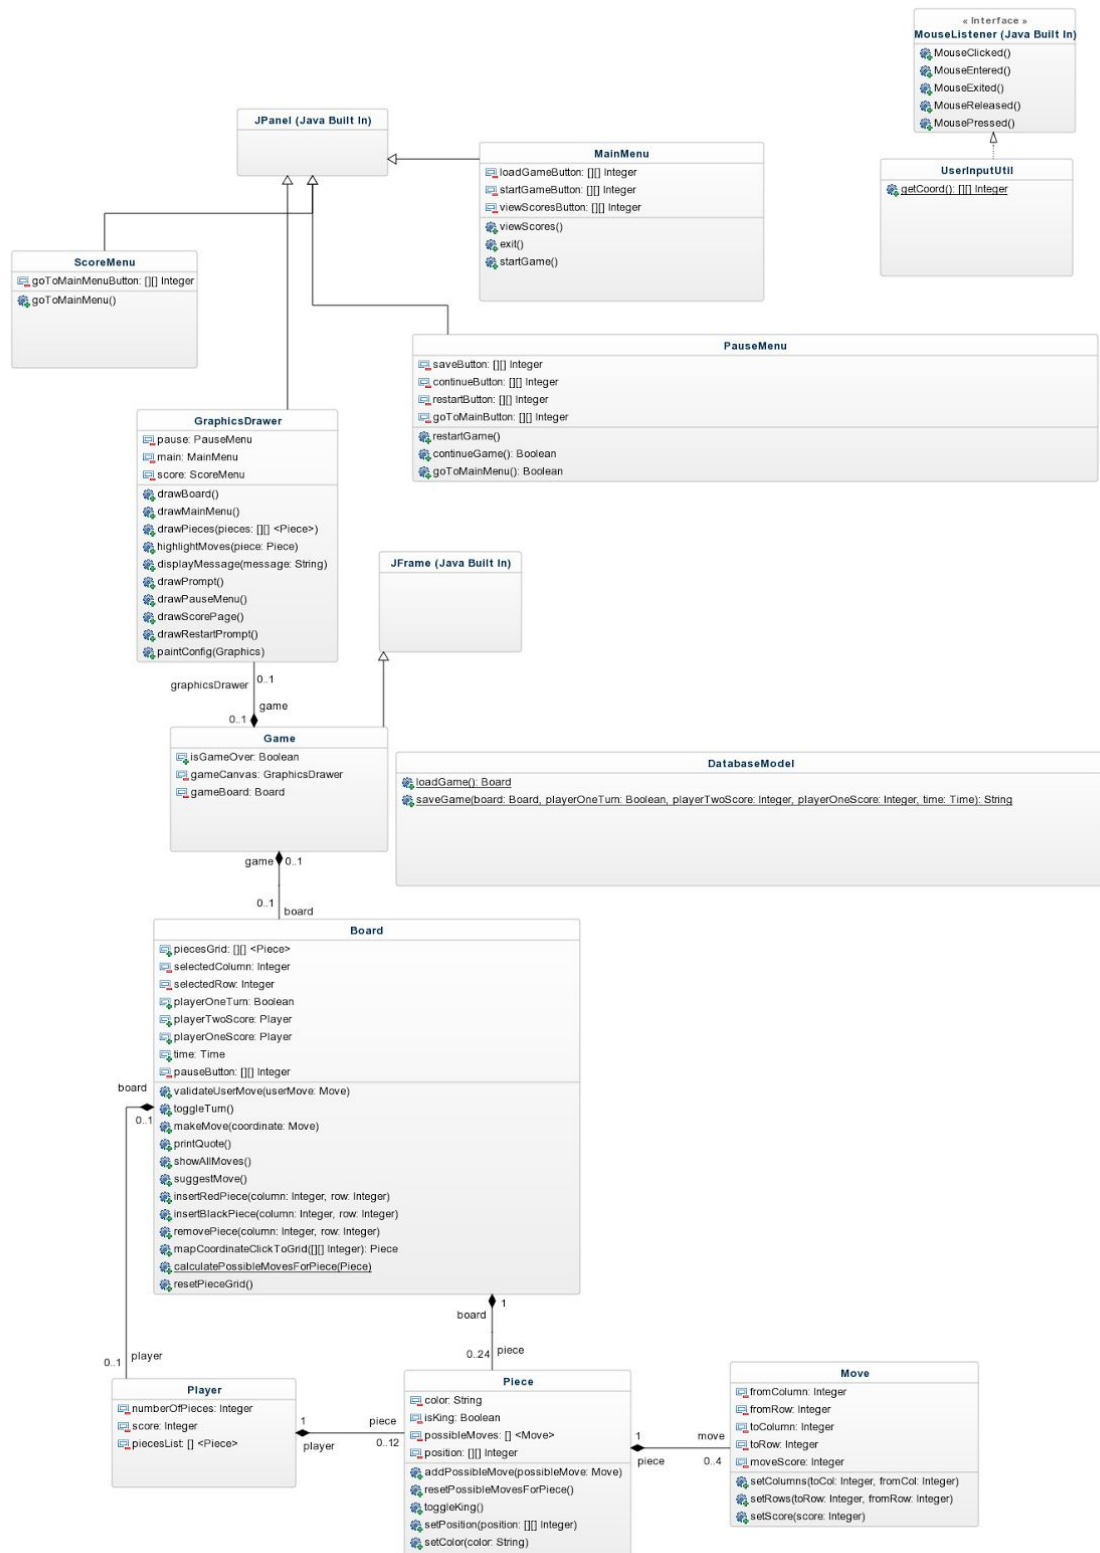 « Interface »
MouseListener (Java Built In)
MouseClicked()
MouseEntered()
MouseExited()
MouseReleased()
MousePressed()
JPanel (Java Built In)
MainMenu
loadGameButton: [][] Integer
startGameButton: [][] Integer
viewScoresButton: [][] Integer
viewScores()
exit()
startGame()
UserInputUtil
getCoord(): [][] Integer
ScoreMenu
goToMainMenuButton: [][] Integer
goToMainMenu()
PauseMenu
saveButton: [][] Integer
continueButton: [][] Integer
restartButton: [][] Integer
goToMainButton: [][] Integer
restartGame()
continueGame(): Boolean
goToMainMenu(): Boolean
GraphicsDrawer
pause: PauseMenu
main: MainMenu
score: ScoreMenu
drawBoard()
drawMainMenu()
drawPieces(pieces: [][] <Piece>)
highlightMoves(piece: Piece)
displayMessage(message: String)
drawPrompt()
drawPauseMenu()
drawScorePage()
drawRestartPrompt()
paintConfig(Graphics)
JFrame (Java Built In)
graphicsDrawer
0..1
game
0..1
Game
isGameOver: Boolean
gameCanvas: GraphicsDrawer
gameBoard: Board
DatabaseModel
loadGame(): Board
saveGame(board: Board, playerOneTurn: Boolean, playerTwoScore: Integer, playerOneScore: Integer, time: Time): String
game
0..1
0..1
board
Board
piecesGrid: [][] <Piece>
selectedColumn: Integer
selectedRow: Integer
playerOneTurn: Boolean
playerTwoScore: Player
playerOneScore: Player
time: Time
pauseButton: [][] Integer
validateUserMove(userMove: Move)
toggleTurn()
makeMove(coordinate: Move)
printQuote()
showAllMoves()
suggestMove()
insertRedPiece(column: Integer, row: Integer)
insertBlackPiece(column: Integer, row: Integer)
removePiece(column: Integer, row: Integer)
mapCoordinateClickToGrid([][] Integer): Piece
calculatePossibleMovesForPiece(Piece)
resetPieceGrid()
board
0..1
board
1
0..24
piece
0..1
player
Player
numberOfPieces: Integer
score: Integer
piecesList: [] <Piece>
1
player
piece
0..12
Piece
color: String
isKing: Boolean
possibleMoves: [] <Move>
position: [][] Integer
addPossibleMove(possibleMove: Move)
resetPossibleMovesForPiece()
toggleKing()
setPosition(position: [][] Integer)
setColor(color: String)
1
piece
move
0..4
Move
fromColumn: Integer
fromRow: Integer
toColumn: Integer
toRow: Integer
moveScore: Integer
setColumns(toCol: Integer, fromCol: Integer)
setRows(toRow: Integer, fromRow: Integer)
setScore(score: Integer)